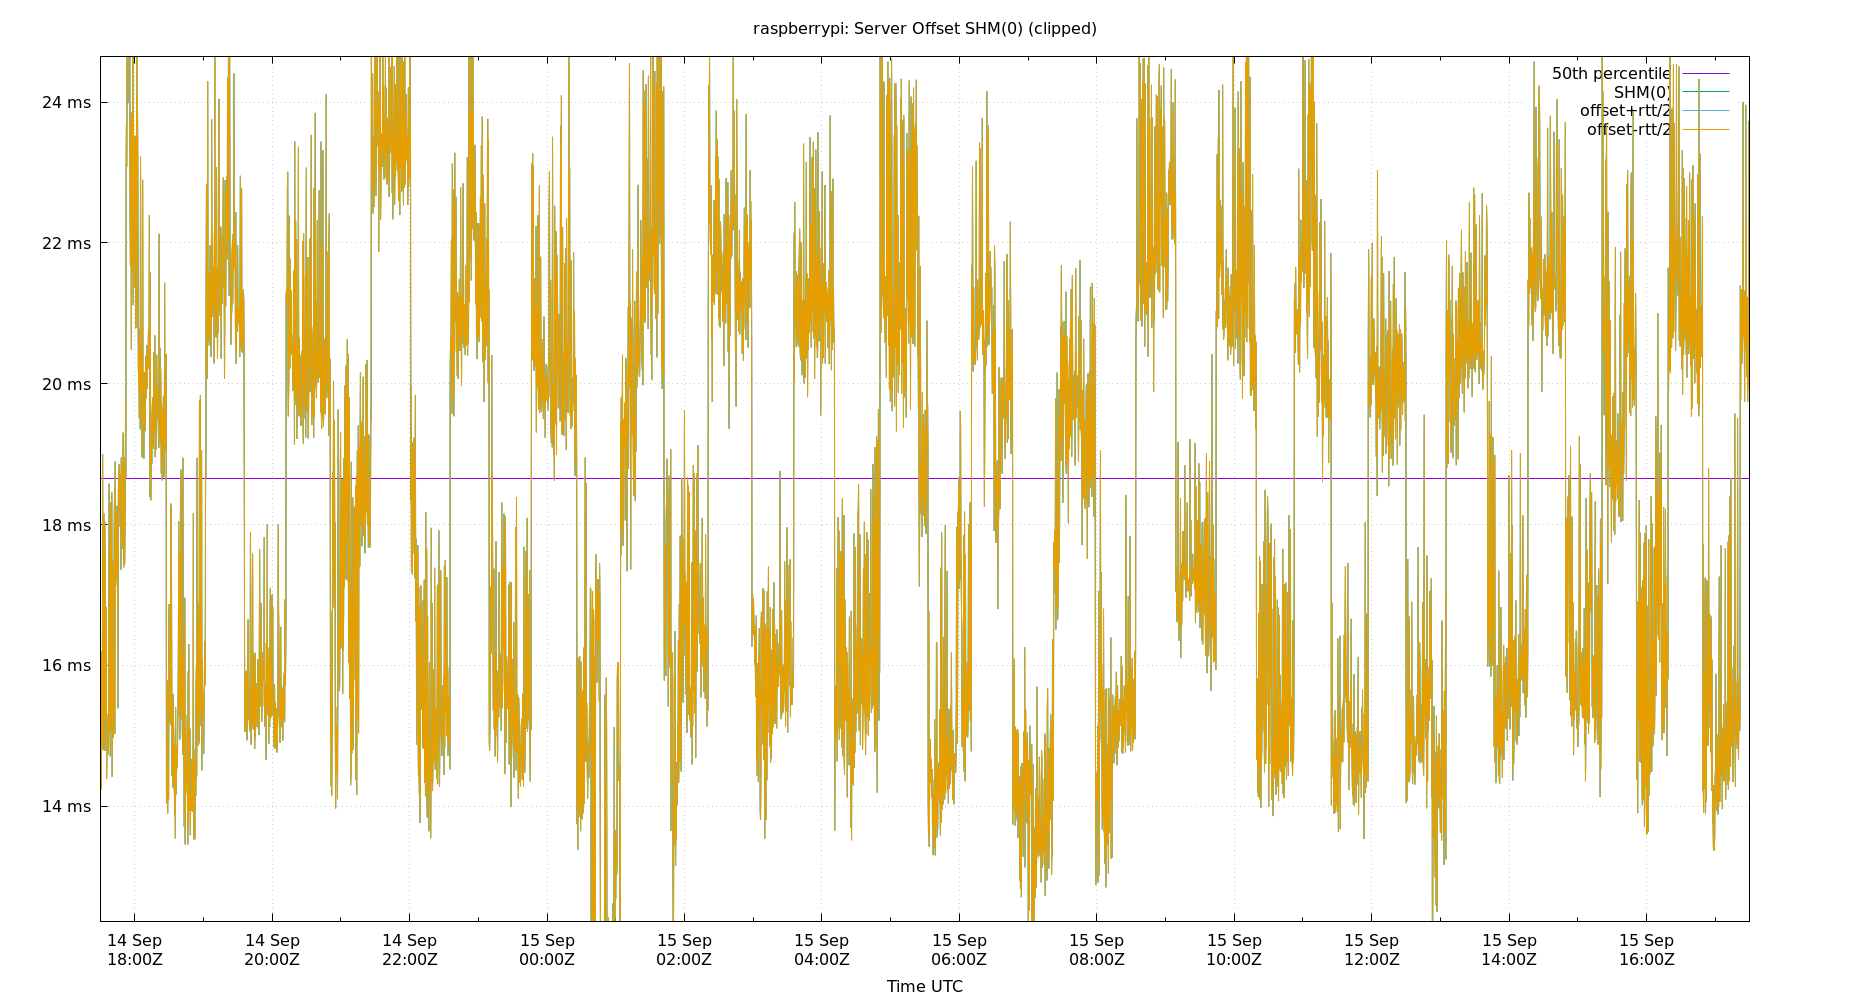 raspberrypi: Server Offset SHM(0) (clipped)
50th percentile
SHM(0)
offset+rtt/2
offset-rtt/2
24 ms
22 ms
20 ms
18 ms
16 ms
14 ms
14 Sep 14 Sep 14 Sep 15 Sep 15 Sep 15 Sep 15 Sep 15 Sep 15 Sep 15 Sep 15 Sep 15 Sep
18:00Z 20:00Z 22:00Z 00:00Z 02:00Z 04:00Z 06:00Z 08:00Z 10:00Z 12:00Z 14:00Z 16:00Z
Time UTC